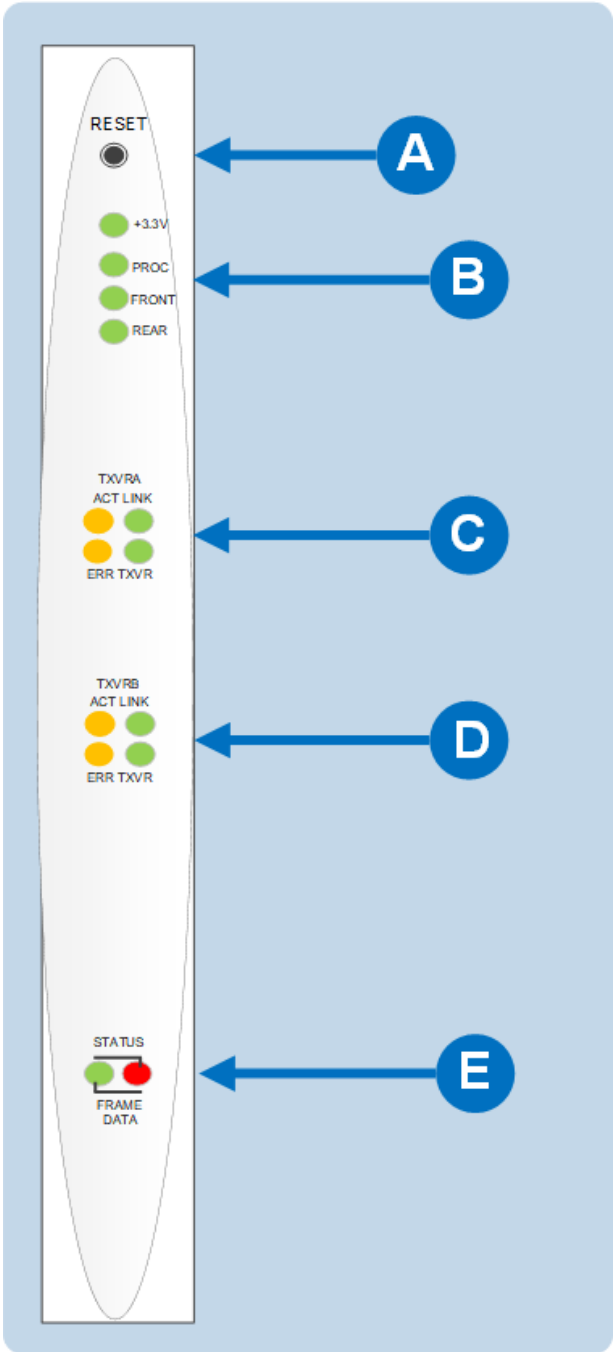 RESET
A
+3.3V
B
PROC
FRONT
REAR
TXVRA
ACT LINK
C
ERR TXVR
TXVRB
ACT LINK
D
ERR TXVR
STATUS
E
FRAME
DATA